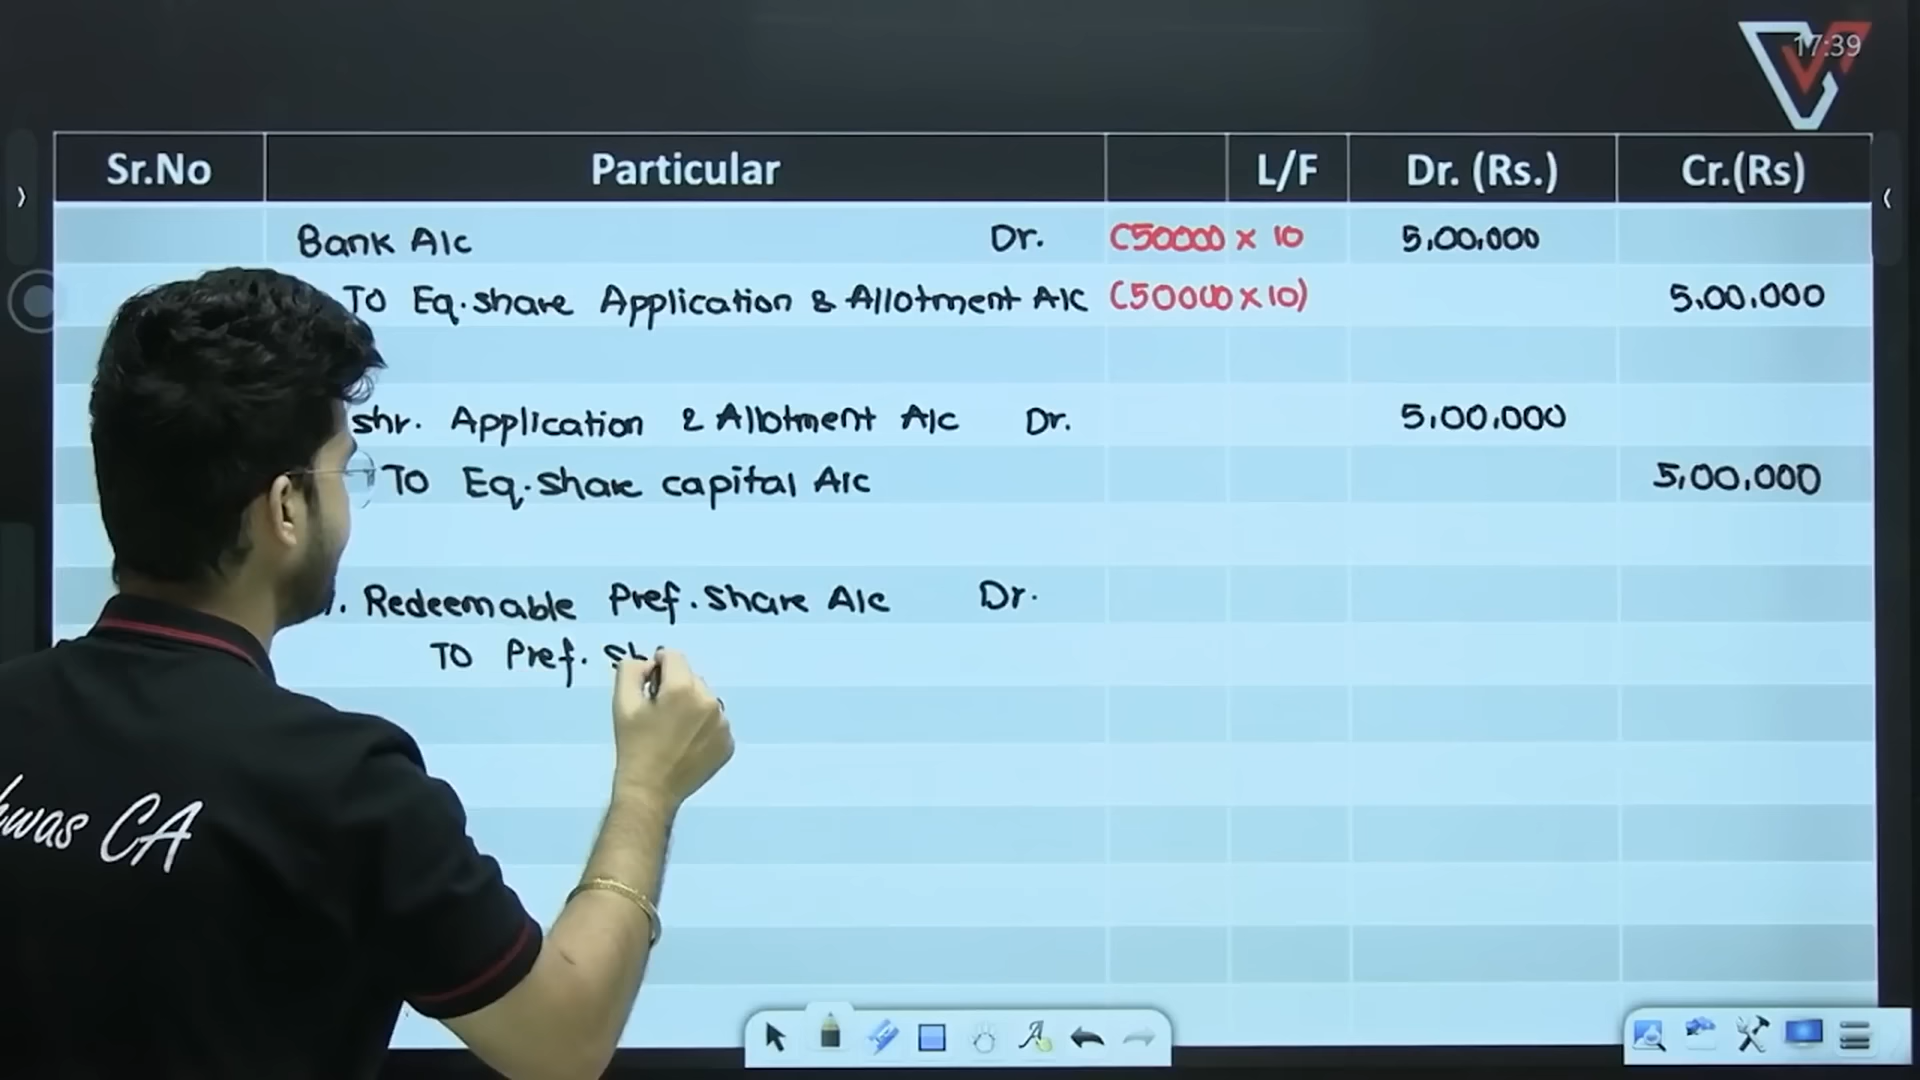 17:39
Sr.No Particular L/F Dr. (Rs.) Cr.(Rs)
Bank A/c Dr. (50000 x 10 5,00,000
To Eq. share Application & Allotment A/c (50000 x 10) 5,00,000
shr. Application & Allotment A/c Dr. 5,00,000
To Eq. share capital A/c 5,00,000
Redeemable Pref. share A/c Dr.
To Pref.
CA